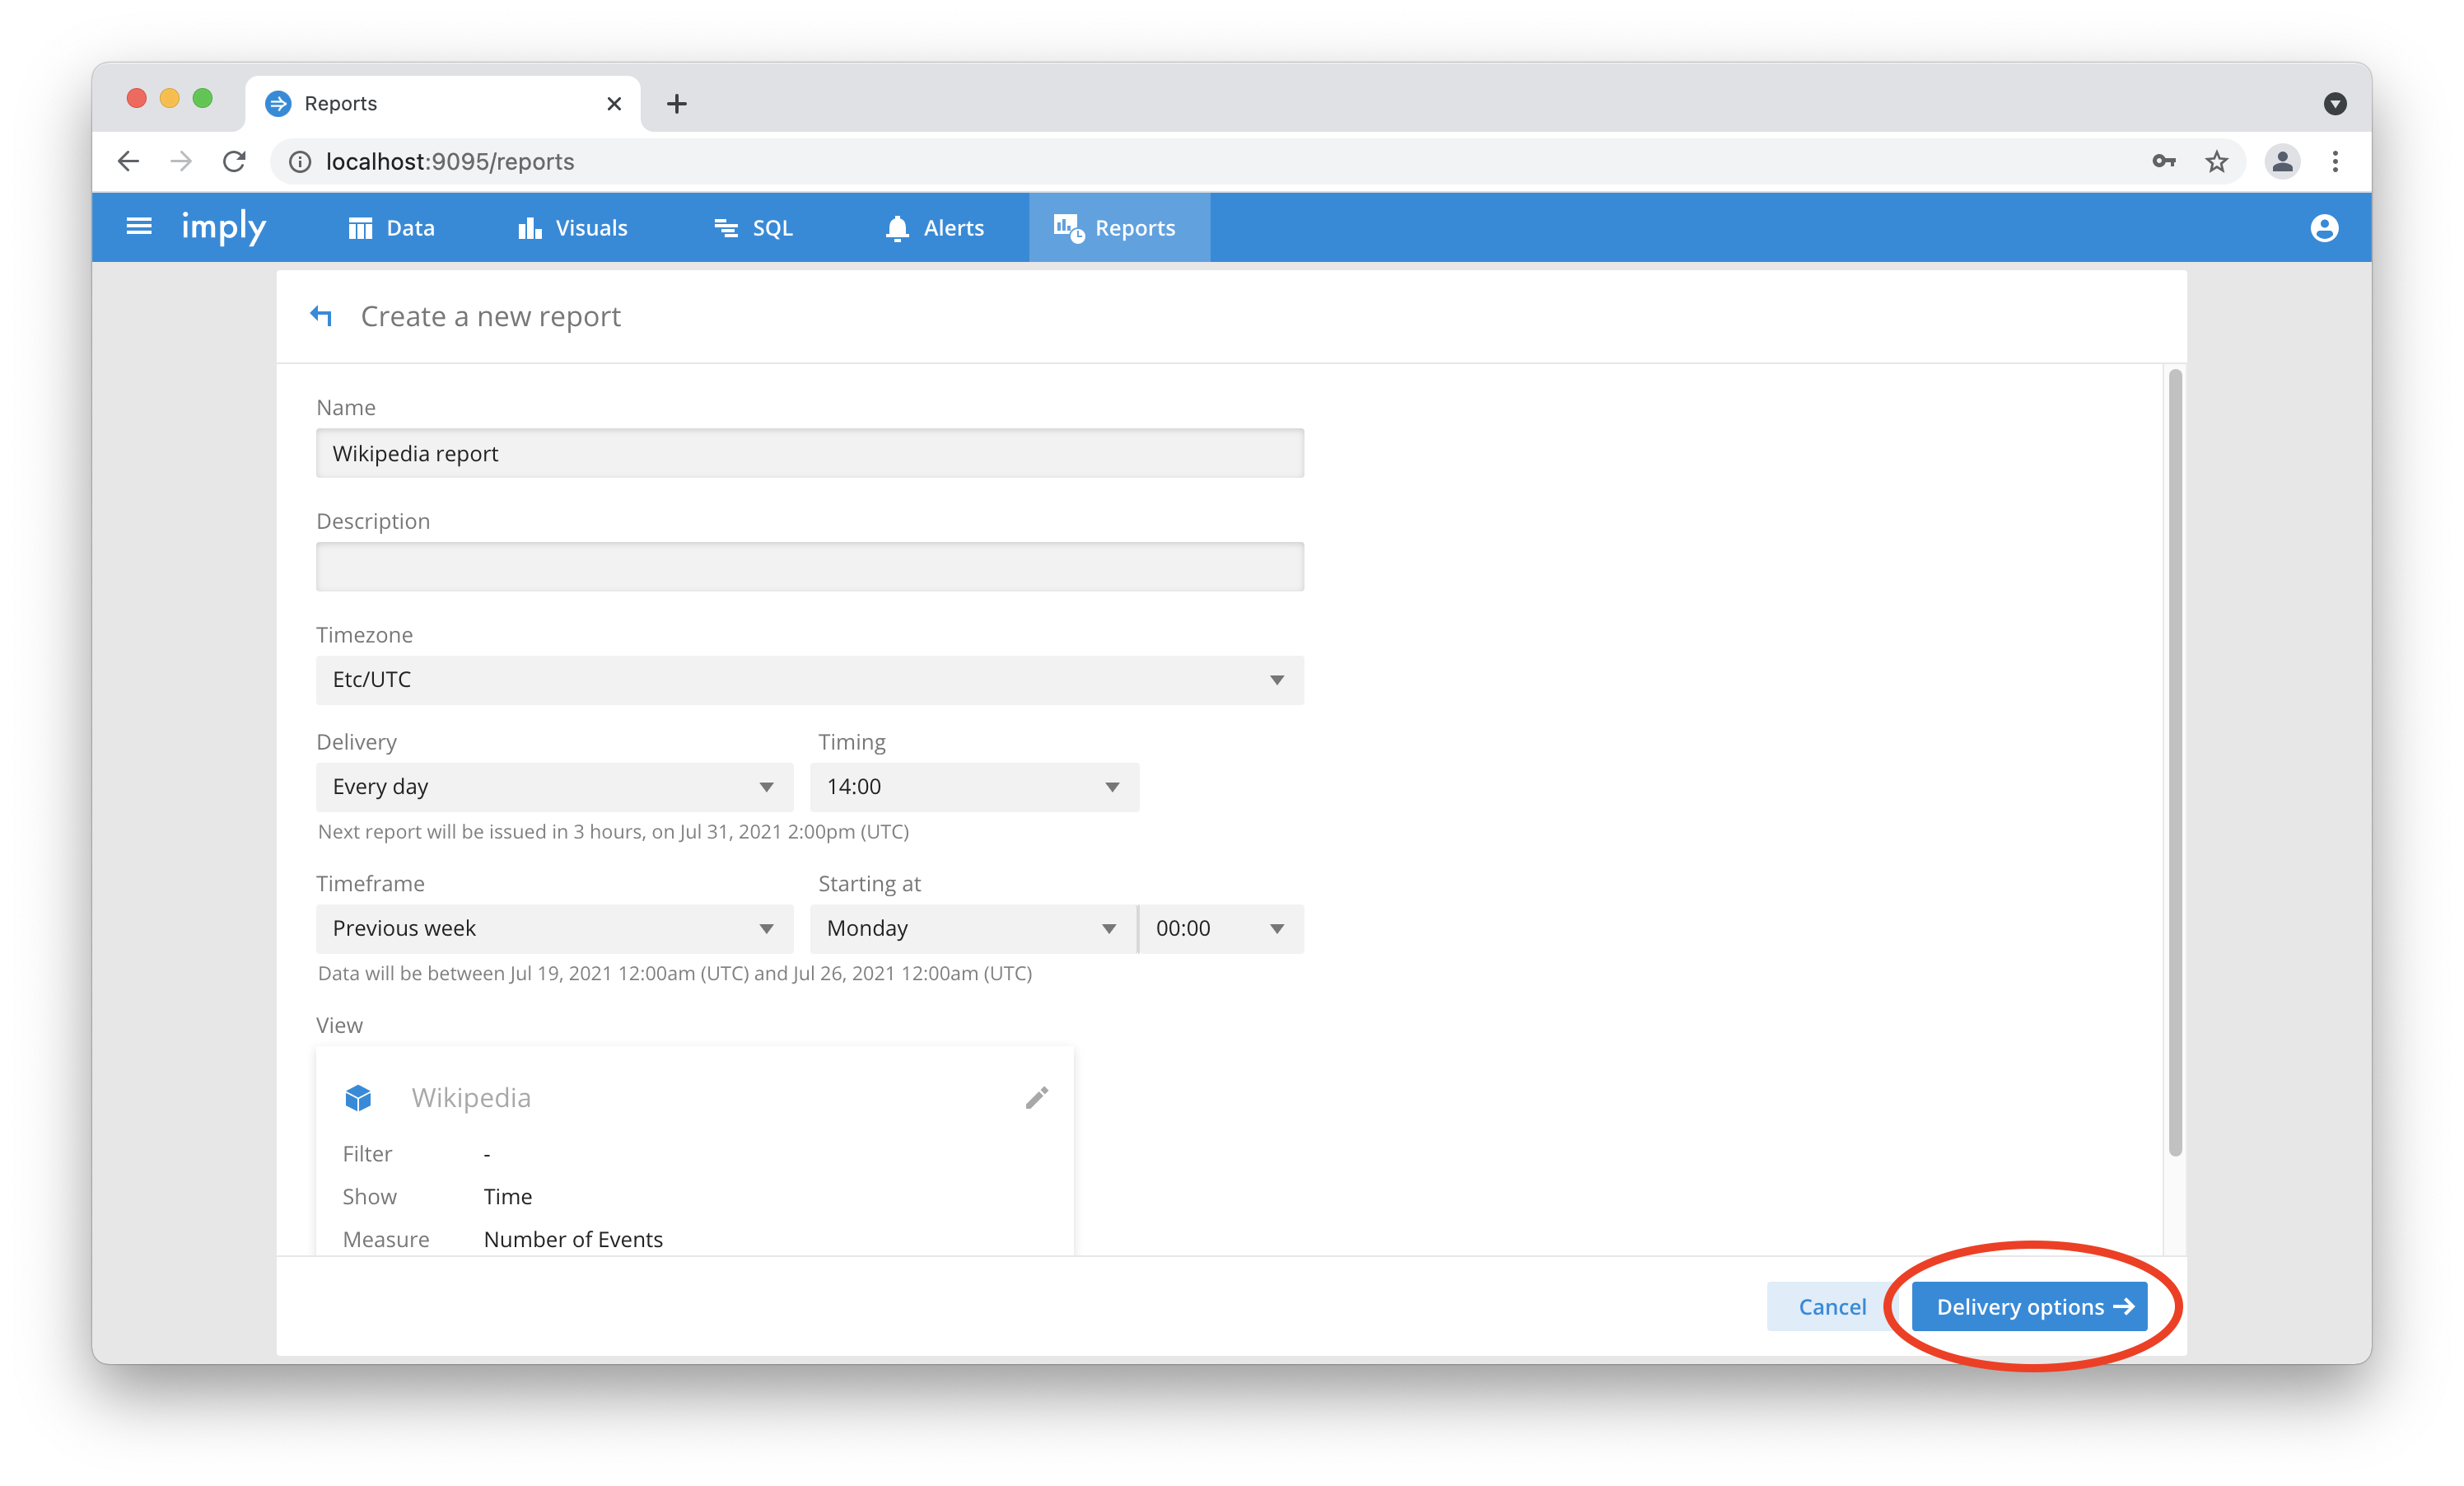 Reports
localhost:9095/reports
imply Data Visuals SQL Alerts Reports
Create a new report
Name
Wikipedia report
Description
Timezone
Etc/UTC
Delivery Timing
Every day 14:00
Next report will be issued in 3 hours, on Jul 31, 2021 2:00pm (UTC)
Timeframe Starting at
Previous week Monday 00:00
Data will be between Jul 19, 2021 12:00am (UTC) and Jul 26, 2021 12:00am (UTC)
View
Wikipedia
Filter -
Show Time
Measure Number of Events
Cancel Delivery options